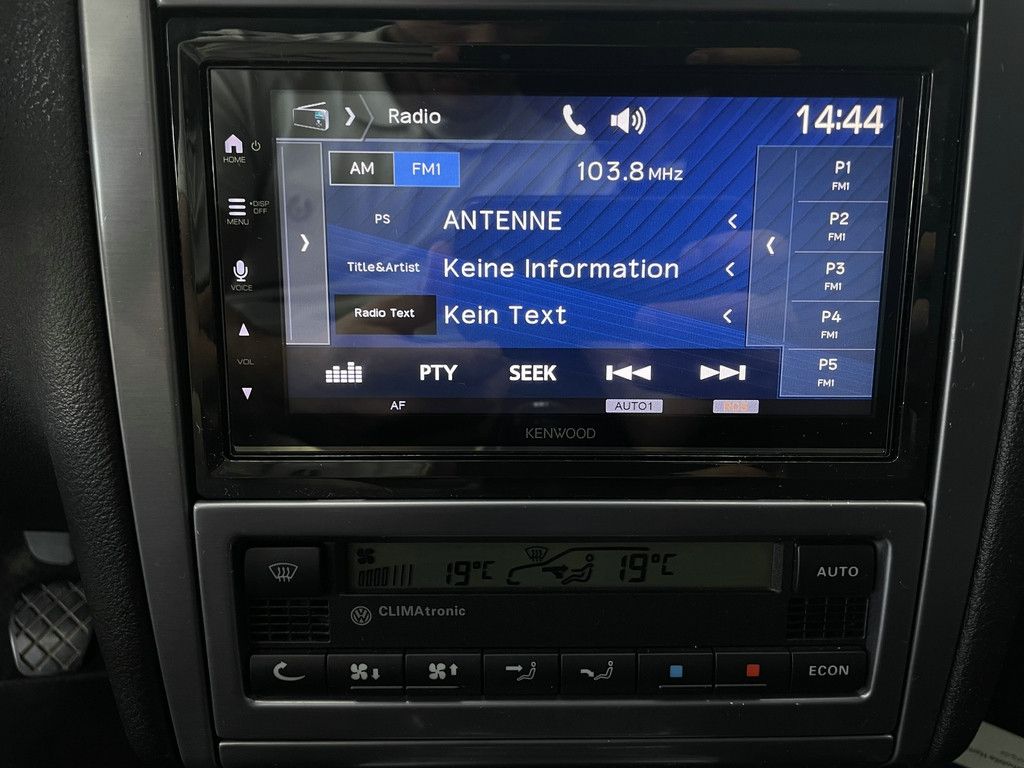 Radio
14:44
HOME
AM FM1 103.8 MHz
P1
FM1
PS ANTENNE
P2
FM1
MENU
•DISP
OFF
Title&Artist Keine Information
P3
FM1
VOICE
Radio Text Kein Text
P4
FM1
VOL
PTY SEEK
P5
FM1
AF AUTO1 RDS
KENWOOD
19°C 19°C
AUTO
CLIMAtronic
ECON